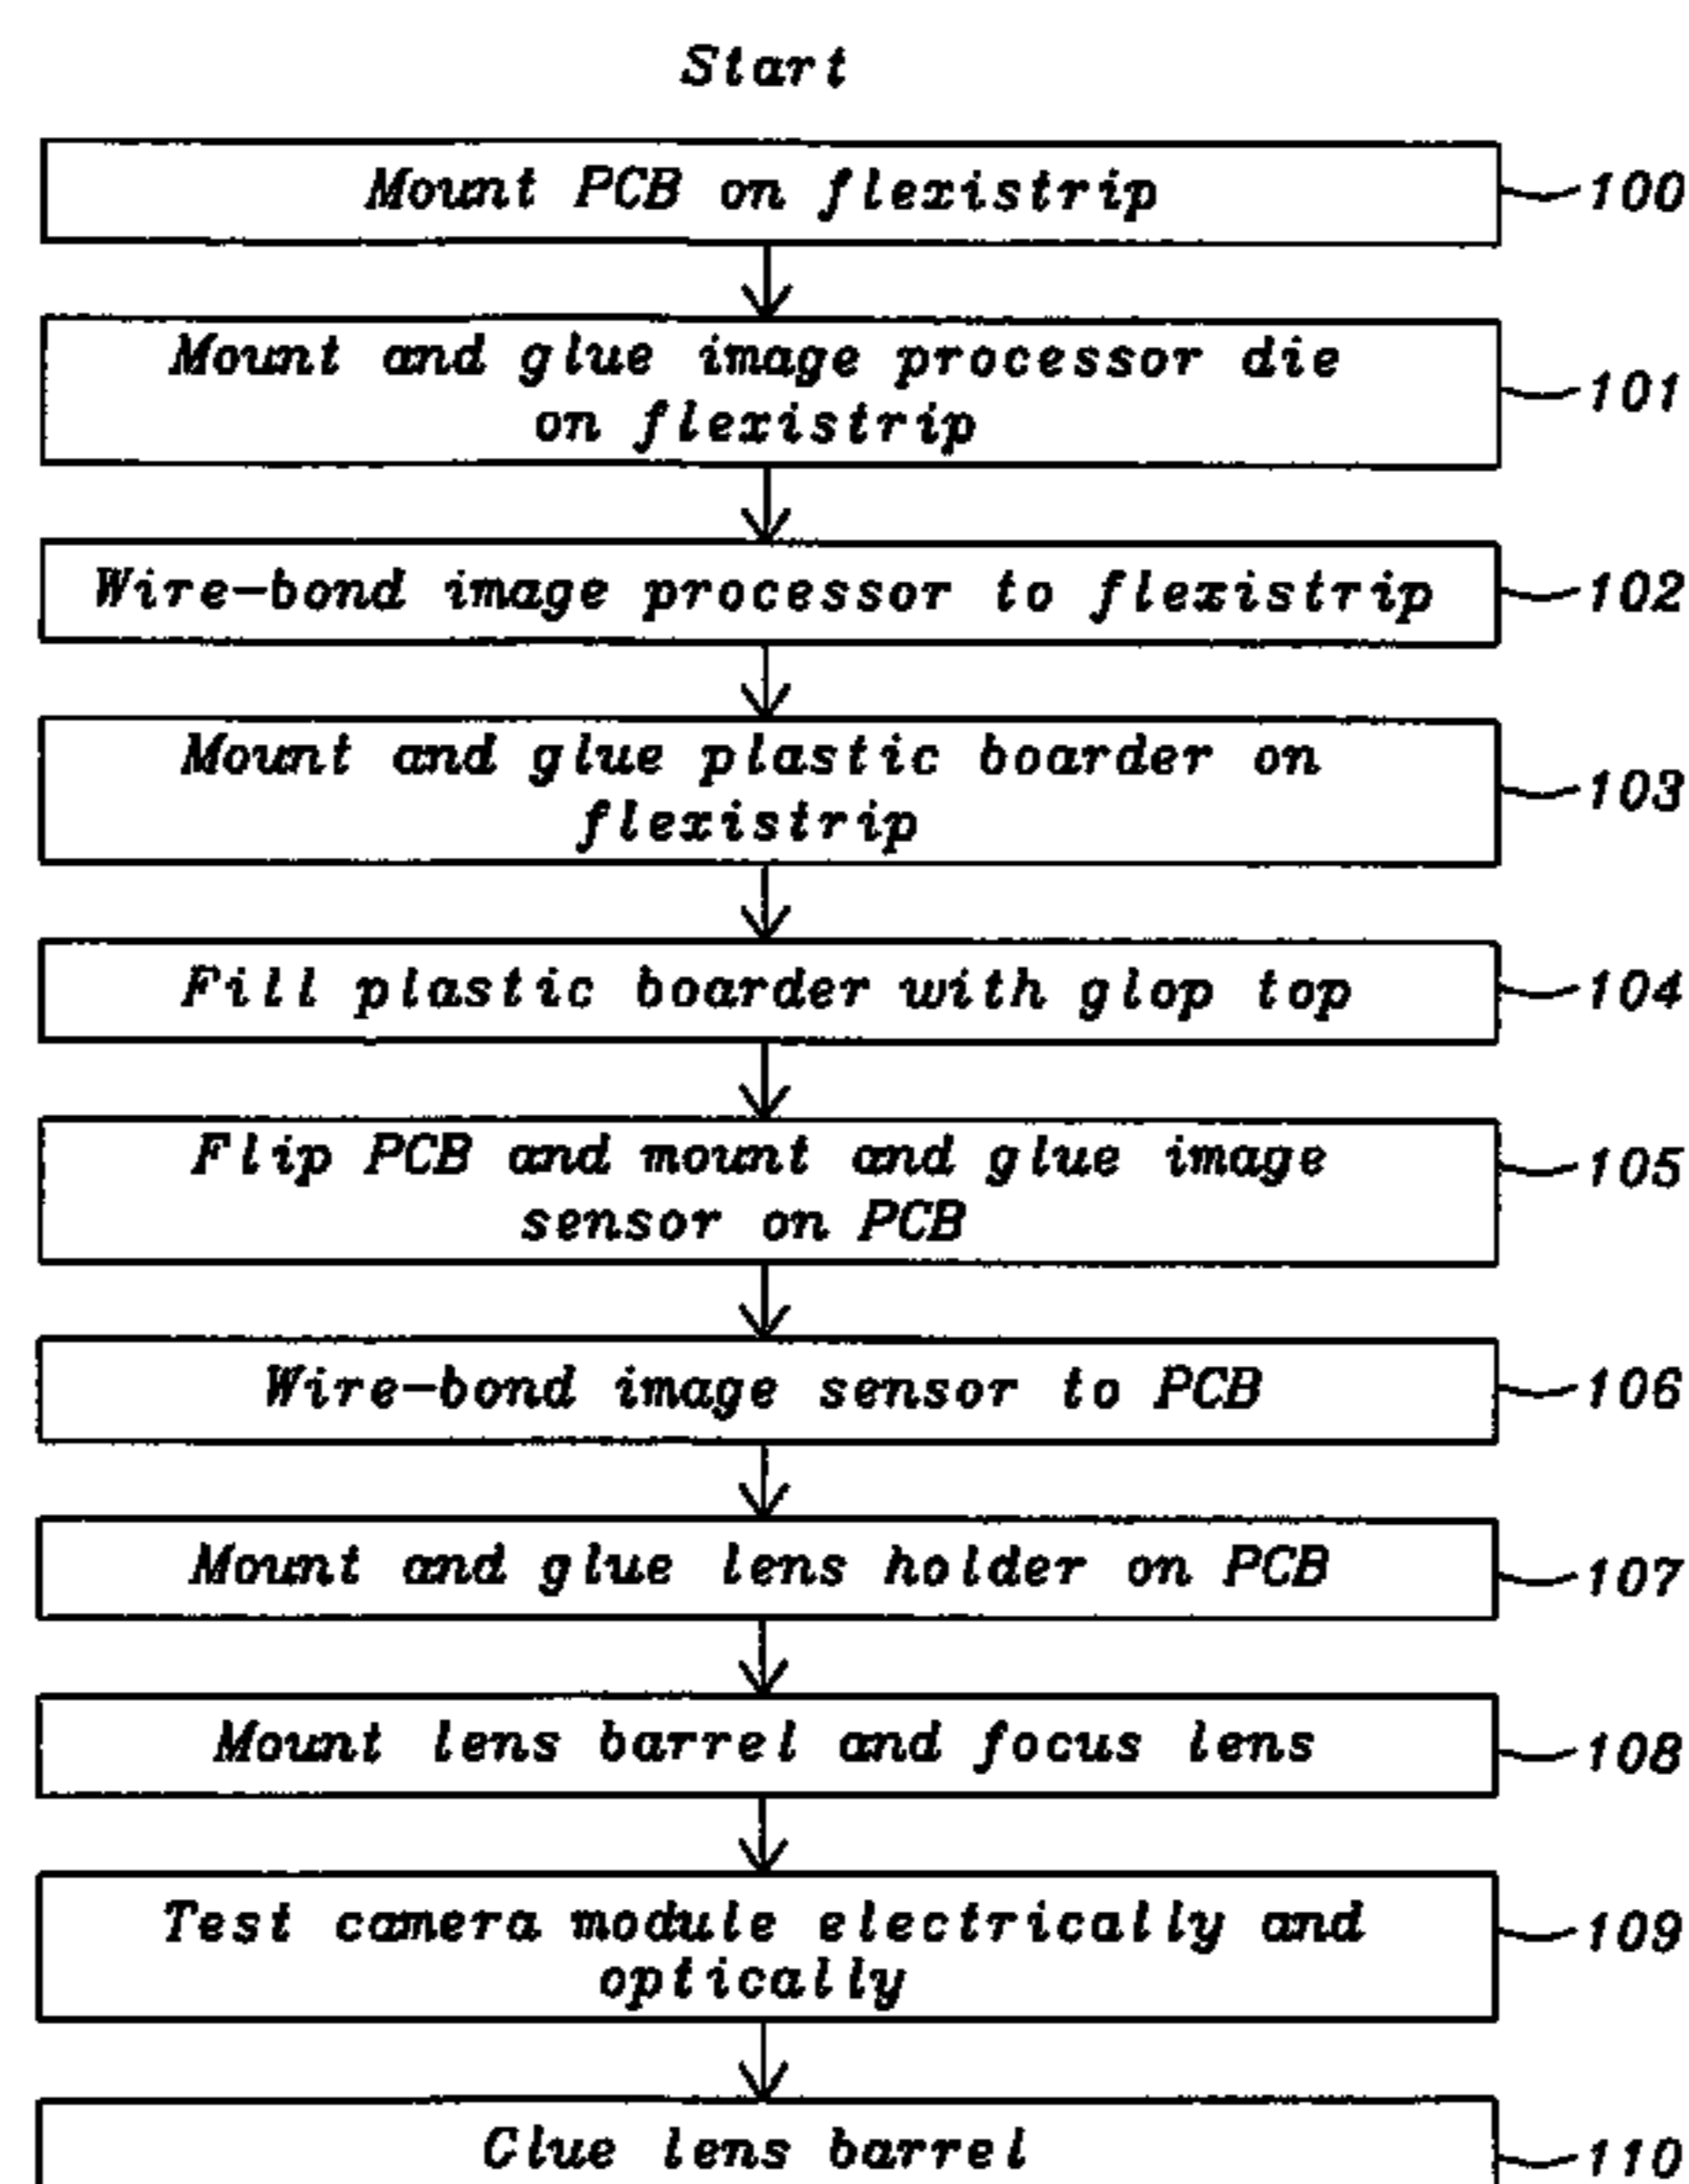 Start
Mount PCB on flexistrip
100
Mount and glue image processor die
on flexistrip
101
Wire-bond image processor to flexistrip
102
Mount and glue plastic boarder on
flexistrip
103
Fill plastic boarder with glop top
104
Flip PCB and mount and glue image
sensor on PCB
105
Wire-bond image sensor to PCB
106
Mount and glue lens holder on PCB
107
Mount lens barrel and focus lens
108
Test camera module electrically and
optically
109
Glue lens barrel
110